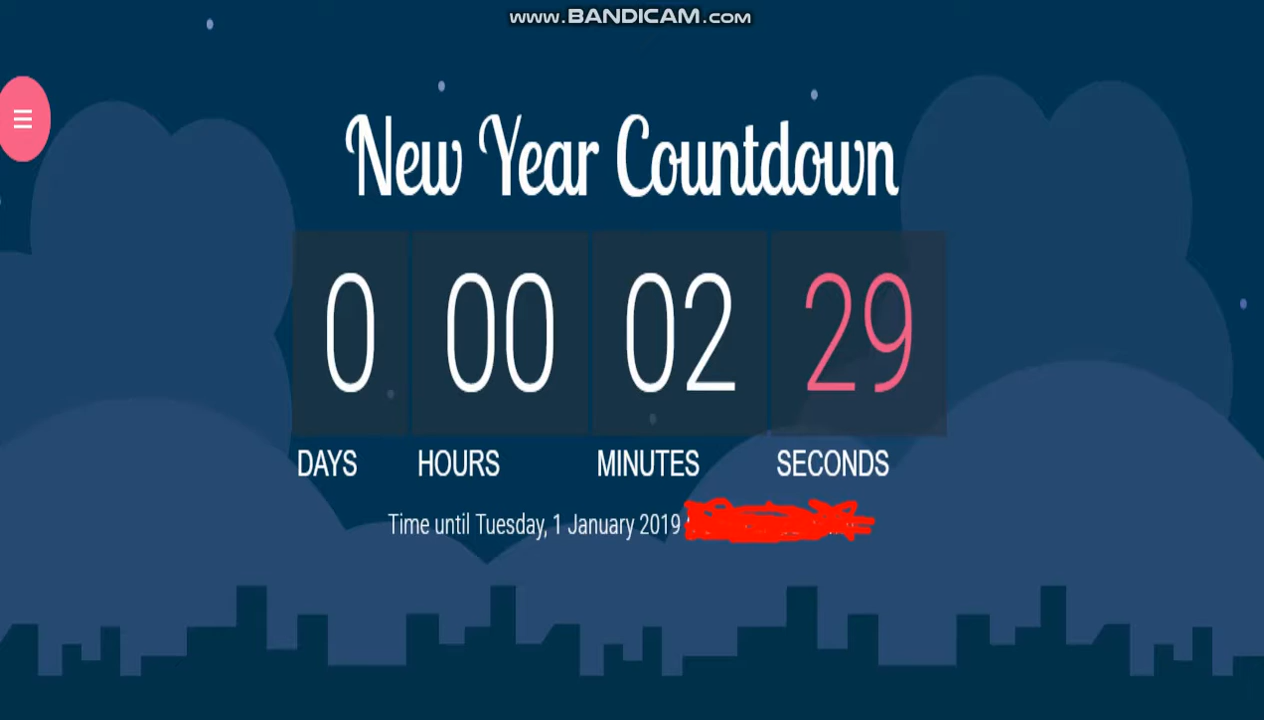 www.BANDICAM.com
New Year Countdown
0 00 02 29
DAYS HOURS MINUTES SECONDS
Time until Tuesday, 1 January 2019